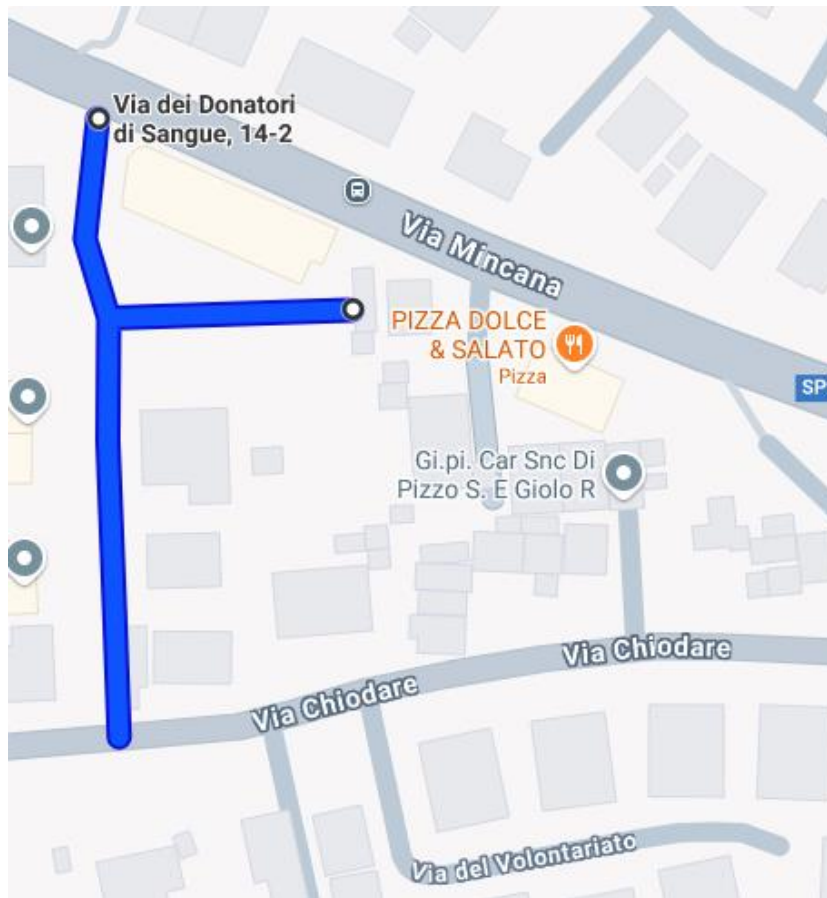 Via dei Donatori
di Sangue, 14-2
Via Mincana
PIZZA DOLCE
& SALATO
Pizza
SP
Gi.pi. Car Snc Di
Pizzo S. E Giolo R
Via Chiodare
Via Chiodare
Via del Volontariato